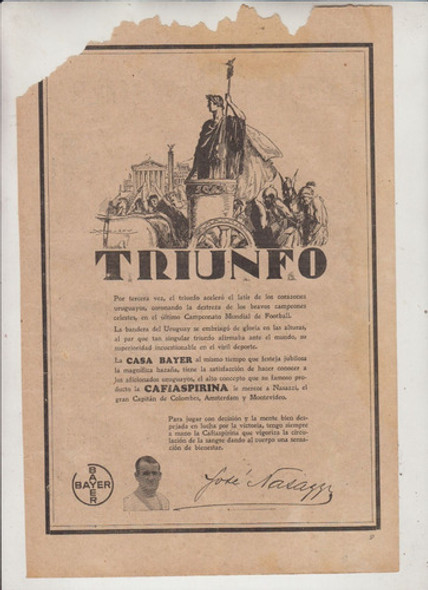 TRIUNFO
Por tercera vez, el triunfo aceleró el latir de los corazones
uruguayos, coronando la destreza de los bravos campeones
celestes, en el último Campeonato Mundial de Football.
La bandera del Uruguay se embriagó de gloria en las alturas,
al par que tan singular triunfo afirmaba ante el mundo, su
superioridad incuestionable en el viril deporte.
La CASA BAYER al mismo tiempo que festeja jubilosa
la magnífica hazaña, tiene la satisfacción de hacer conocer a
los aficionados uruguayos, el alto concepto que su famoso pro-
ducto la CAFIASPIRINA le merece a Nasazzi, el
gran Capitán de Colombes, Amsterdam y Montevideo.
Para jugar con decisión y la mente bien des-
pejada en lucha por la victoria, tengo siempre
a mano la Cafiaspirina que vigoriza la circu-
lación de la sangre dando al cuerpo una sensa-
ción de bienestar.
BAYER
BAYER
José Nasazzi